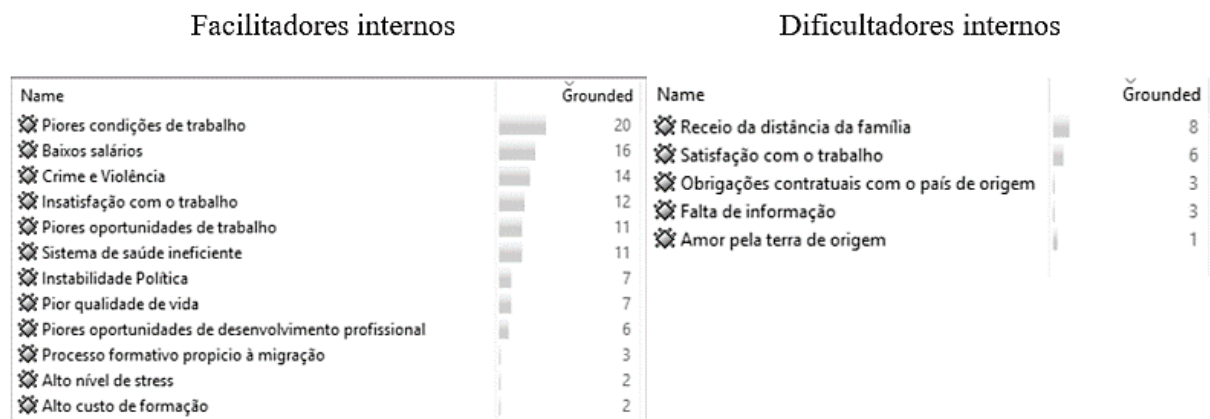 Facilitadores internos
Name Grounded
Piores condições de trabalho 20
Baixos salários 16
Crime e Violência 14
Insatisfação com o trabalho 12
Piores oportunidades de trabalho 11
Sistema de saúde ineficiente 11
Instabilidade Política 7
Pior qualidade de vida 7
Piores oportunidades de desenvolvimento profissional 6
Processo formativo propicio à migração 3
Alto nível de stress 2
Alto custo de formação 2
Dificultadores internos
Name Grounded
Receio da distância da família 8
Satisfação com o trabalho 6
Obrigações contratuais com o país de origem 3
Falta de informação 3
Amor pela terra de origem 1